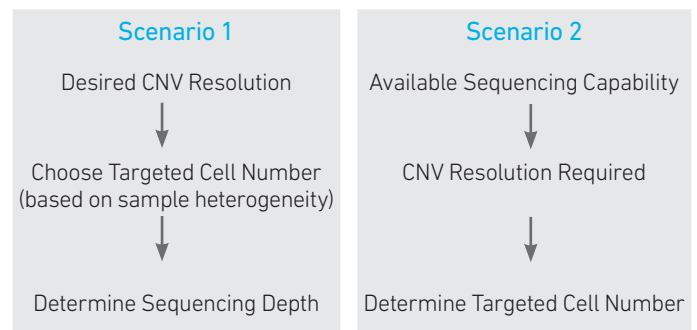 Scenario 1
Desired CNV Resolution
Choose Targeted Cell Number
(based on sample heterogeneity)
Determine Sequencing Depth
Scenario 2
Available Sequencing Capability
CNV Resolution Required
Determine Targeted Cell Number